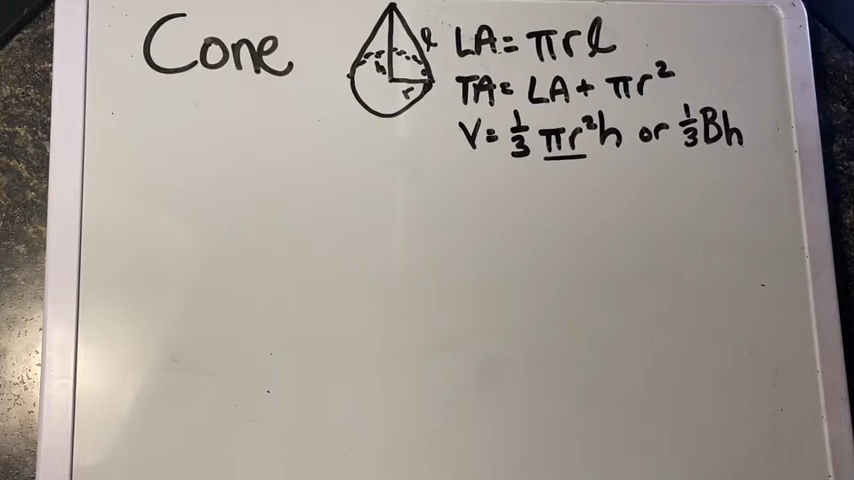 Cone
h
r
l
LA = πrl
TA = LA + πr²
V = 1/3 πr²h or 1/3 Bh